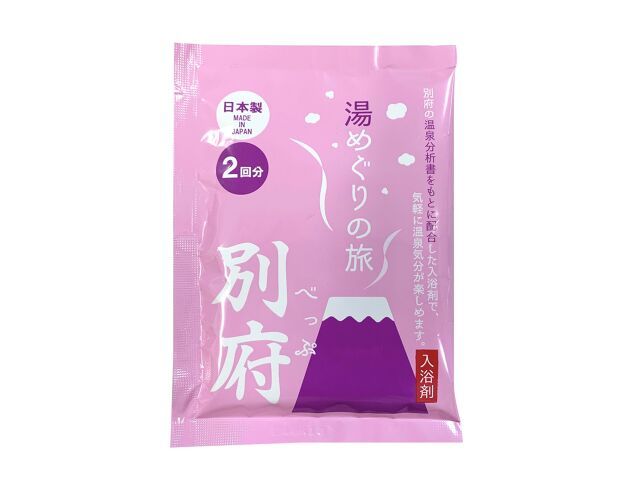 日本製
MADE
IN
JAPAN
2回分
湯めぐりの旅
別府の温泉分析書をもとに配合した入浴剤で、
気軽に温泉気分が楽しめます。
別府
べっぷ
入浴剤